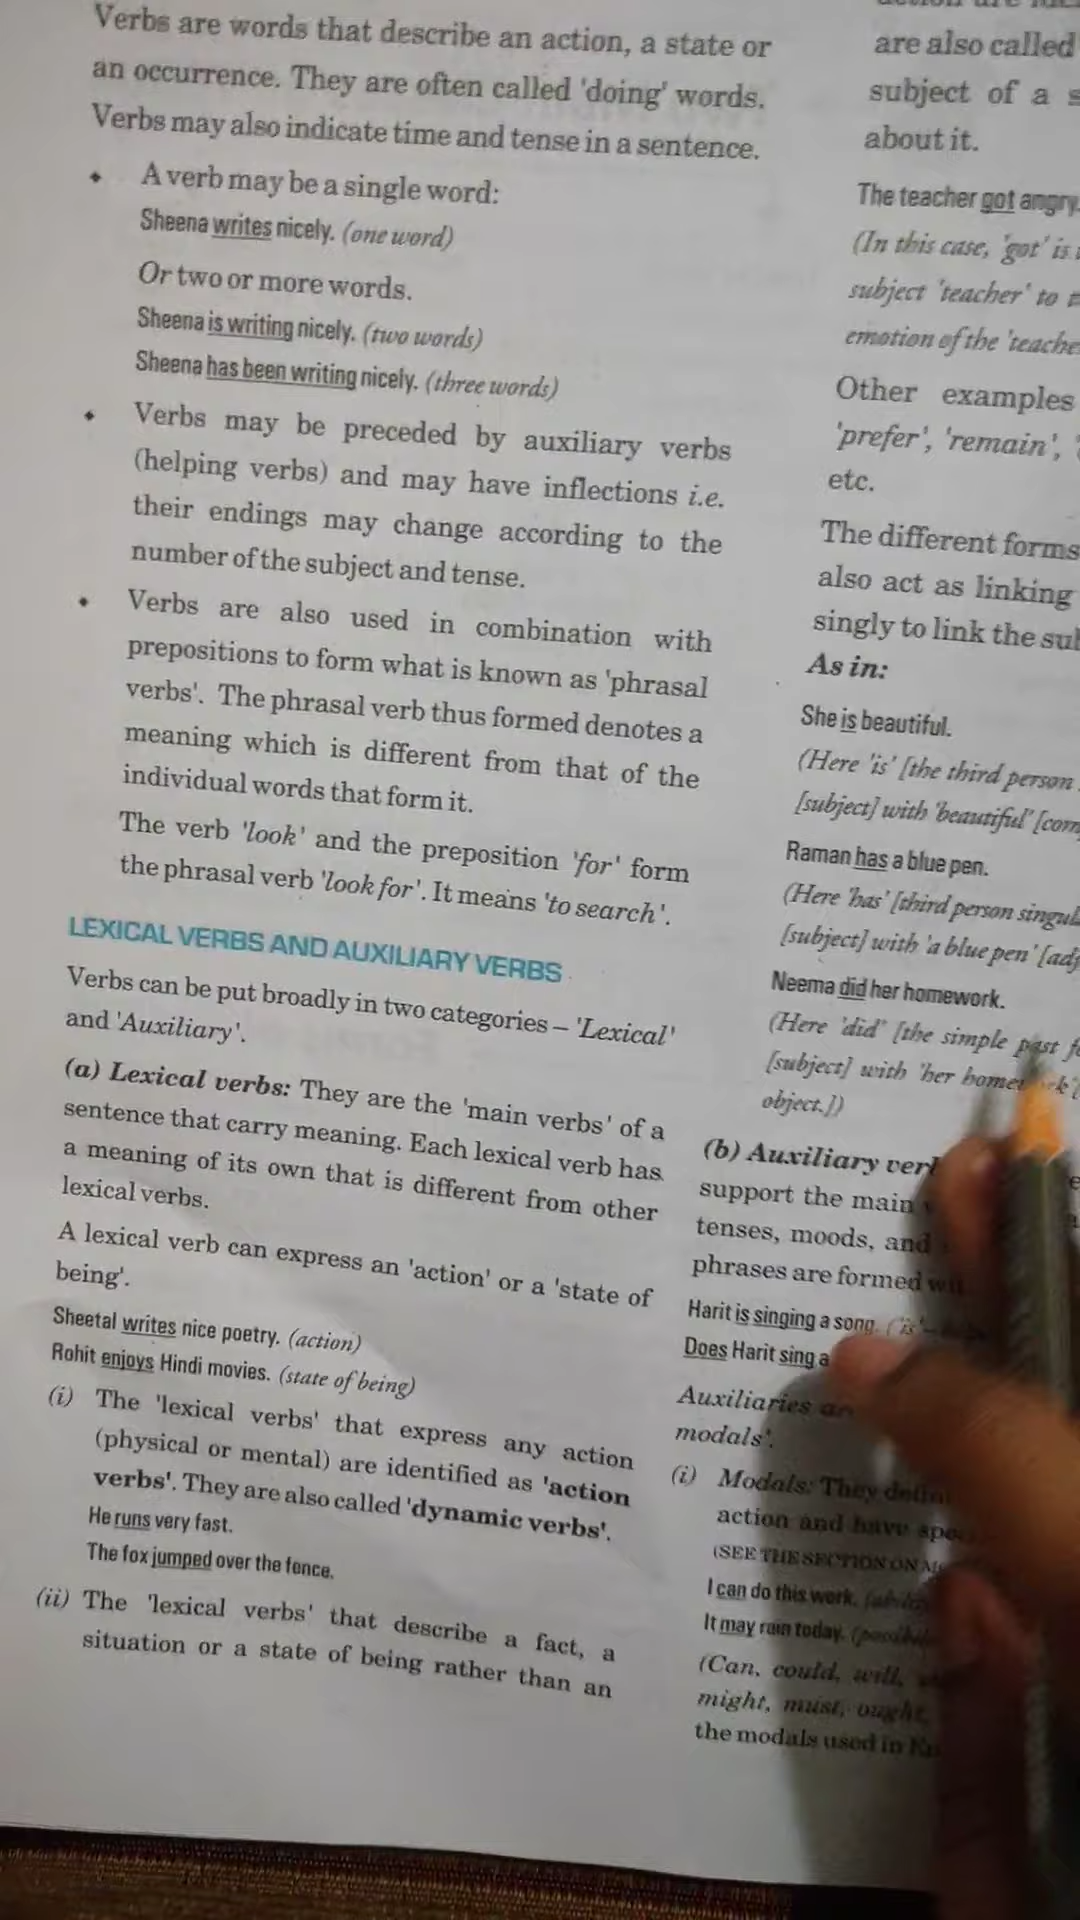 Verbs are words that describe an action, a state or
an occurrence. They are often called 'doing' words.
Verbs may also indicate time and tense in a sentence.
• A verb may be a single word:
Sheena writes nicely. (one word)
Or two or more words.
Sheena is writing nicely. (two words)
Sheena has been writing nicely. (three words)
• Verbs may be preceded by auxiliary verbs
(helping verbs) and may have inflections i.e.
their endings may change according to the
number of the subject and tense.
• Verbs are also used in combination with
prepositions to form what is known as 'phrasal
verbs'. The phrasal verb thus formed denotes a
meaning which is different from that of the
individual words that form it.
The verb 'look' and the preposition 'for' form
the phrasal verb 'look for'. It means 'to search'.
LEXICAL VERBS AND AUXILIARY VERBS
Verbs can be put broadly in two categories – 'Lexical'
and 'Auxiliary'.
(a) Lexical verbs: They are the 'main verbs' of a
sentence that carry meaning. Each lexical verb has
a meaning of its own that is different from other
lexical verbs.
A lexical verb can express an 'action' or a 'state of
being'.
Sheetal writes nice poetry. (action)
Rohit enjoys Hindi movies. (state of being)
(i) The 'lexical verbs' that express any action
(physical or mental) are identified as 'action
verbs'. They are also called 'dynamic verbs'.
He runs very fast.
The fox jumped over the fence.
(ii) The 'lexical verbs' that describe a fact, a
situation or a state of being rather than an
are also called
subject of a
about it.
The teacher got angry.
(In this case, 'got' is
subject 'teacher' to
emotion of the
Other examples
'prefer', 'remain',
etc.
The different forms
also act as linking
singly to link the
As in:
She is beautiful.
(Here 'is' [the third person
[subject] with 'beautiful'
Raman has a blue pen.
(Here 'has' [third person
[subject] with 'a blue pen'
Neema did her homework.
(Here 'did' [the simple past
[subject] with 'her
object.])
(b) Auxiliary
support the main
tenses, moods, and
phrases are formed
Harit is singing a song. ('is'
Does Harit sing a
Auxiliaries
modals'.
(i) Modals: They
action and have
(SEE THE SECTION ON
I can do this work.
It may rain today.
(Can, could, will,
might, must, ought,
the modals used in